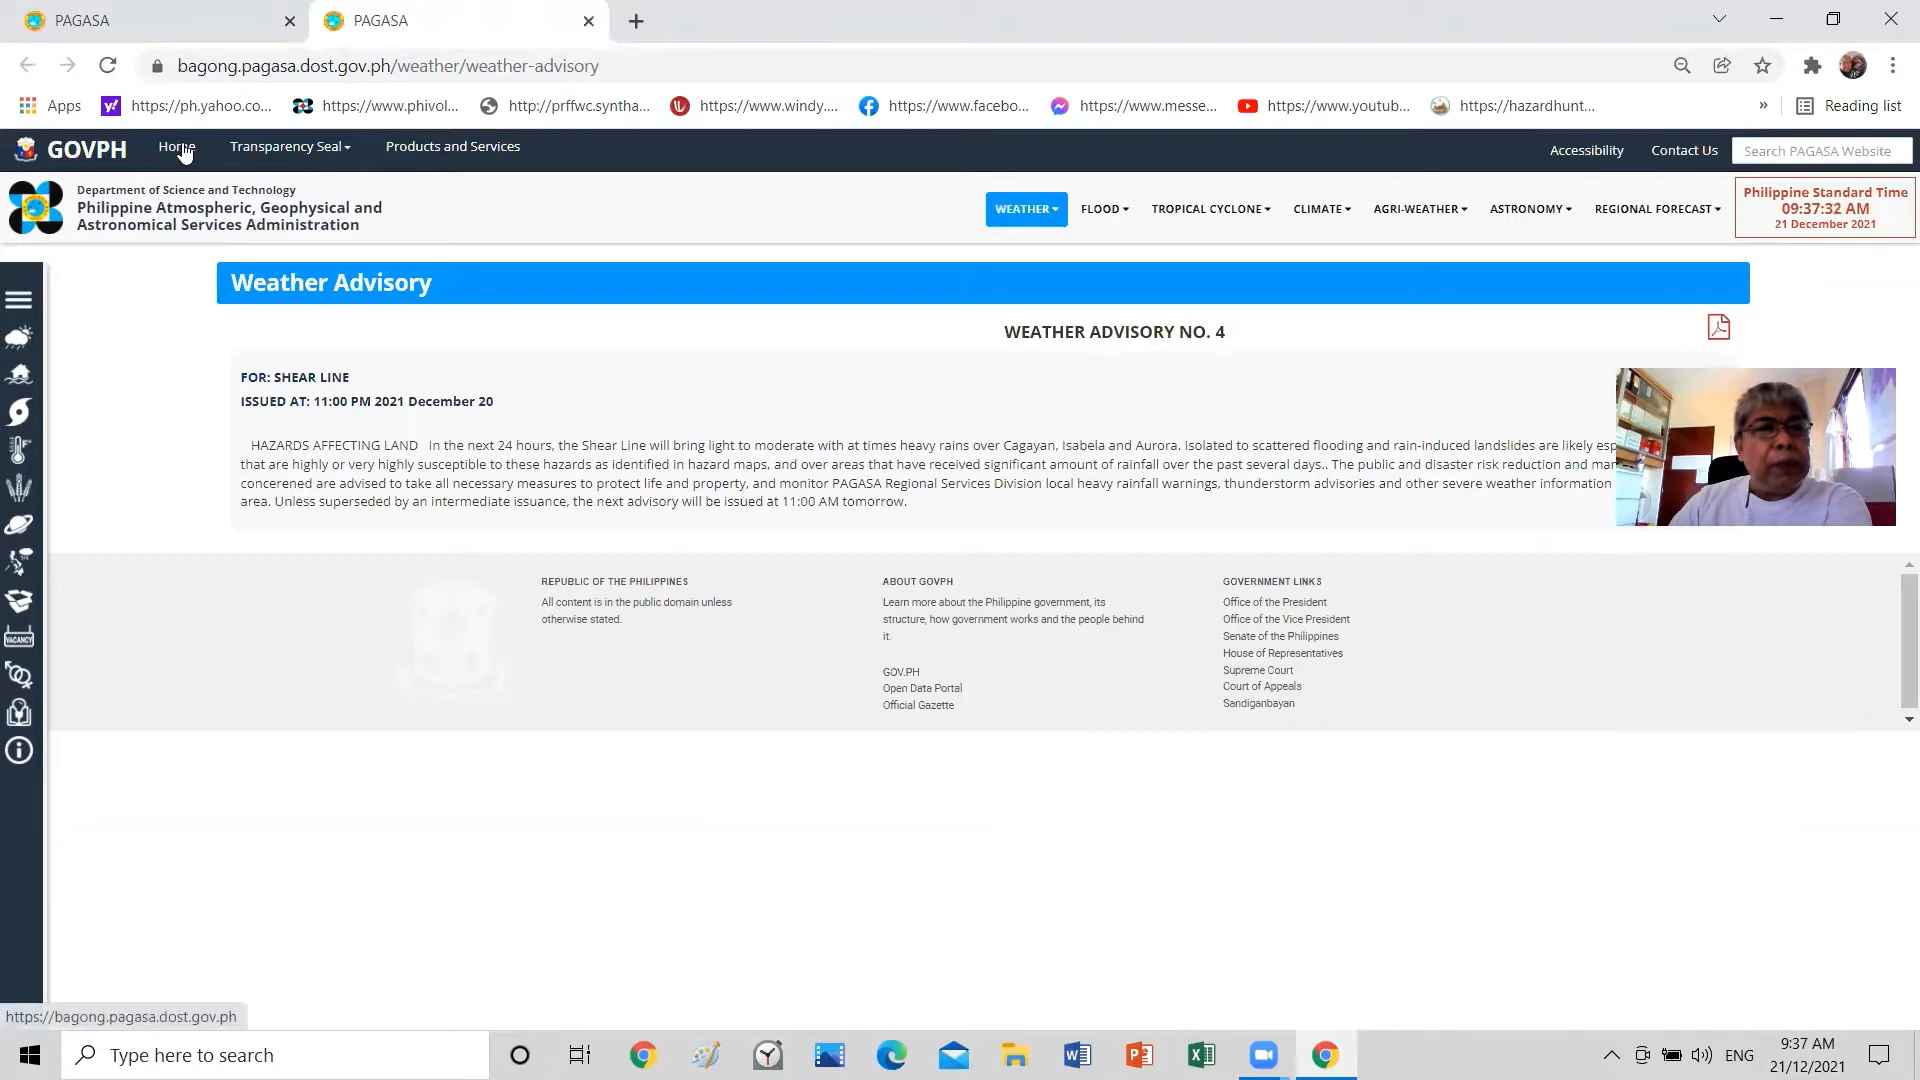 PAGASA
PAGASA
bagong.pagasa.dost.gov.ph/weather/weather-advisory
Apps https://ph.yahoo.co... https://www.phivol... http://prffwc.syntha... https://www.windy.... https://www.facebo... https://www.messe... https://www.youtub... https://hazardhunt... » Reading list
GOVPH Home Transparency Seal Products and Services Accessibility Contact Us Search PAGASA Website
Department of Science and Technology
Philippine Atmospheric, Geophysical and
Astronomical Services Administration
WEATHER FLOOD TROPICAL CYCLONE CLIMATE AGRI-WEATHER ASTRONOMY REGIONAL FORECAST
Philippine Standard Time
09:37:32 AM
21 December 2021
Weather Advisory
WEATHER ADVISORY NO. 4
FOR: SHEAR LINE
ISSUED AT: 11:00 PM 2021 December 20
HAZARDS AFFECTING LAND In the next 24 hours, the Shear Line will bring light to moderate with at times heavy rains over Cagayan, Isabela and Aurora. Isolated to scattered flooding and rain-induced landslides are likely esp
that are highly or very highly susceptible to these hazards as identified in hazard maps, and over areas that have received significant amount of rainfall over the past several days.. The public and disaster risk reduction and mar
concerened are advised to take all necessary measures to protect life and property, and monitor PAGASA Regional Services Division local heavy rainfall warnings, thunderstorm advisories and other severe weather information
area. Unless superseded by an intermediate issuance, the next advisory will be issued at 11:00 AM tomorrow.
REPUBLIC OF THE PHILIPPINES
All content is in the public domain unless
otherwise stated.
ABOUT GOVPH
Learn more about the Philippine government, its
structure, how government works and the people behind
it.
GOV.PH
Open Data Portal
Official Gazette
GOVERNMENT LINKS
Office of the President
Office of the Vice President
Senate of the Philippines
House of Representatives
Supreme Court
Court of Appeals
Sandiganbayan
VACANCY
https://bagong.pagasa.dost.gov.ph
Type here to search
ENG
9:37 AM
21/12/2021